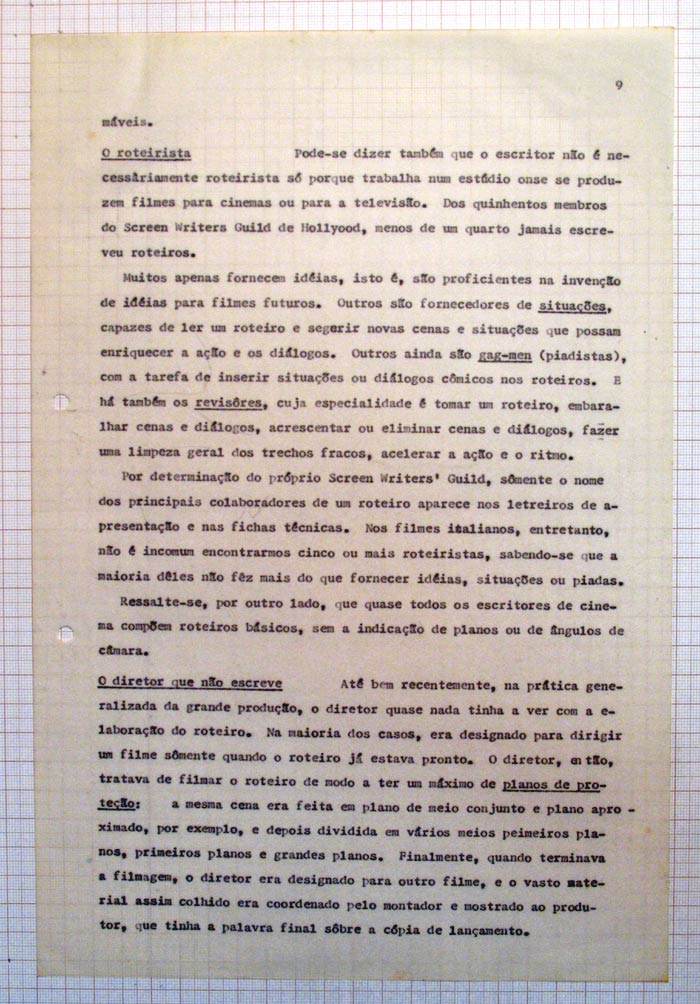 9
máveis.
O roteirista Pode-se dizer também que o escritor não é ne-
cessàriamente roteirista só porque trabalha num estúdio onse se produ-
zem filmes para cinemas ou para a televisão. Dos quinhentos membros
do Screen Writers Guild de Hollyood, menos de um quarto jamais escre-
veu roteiros.
Muitos apenas fornecem idéias, isto é, são proficientes na invenção
de idéias para filmes futuros. Outros são fornecedores de situações,
capazes de ler um roteiro e segerir novas cenas e situações que possam
enriquecer a ação e os diálogos. Outros ainda são gag-men (piadistas),
com a tarefa de inserir situações ou diálogos cômicos nos roteiros. E
há também os revisôres, cuja especialidade é tomar um roteiro, embara-
lhar cenas e diálogos, acrescentar ou eliminar cenas e diálogos, fazer
uma limpeza geral dos trechos fracos, acelerar a ação e o ritmo.
Por determinação do próprio Screen Writers' Guild, sòmente o nome
dos principais colaboradores de um roteiro aparece nos letreiros de a-
presentação e nas fichas técnicas. Nos filmes italianos, entretanto,
não é incomum encontrarmos cinco ou mais roteiristas, sabendo-se que a
maioria dêles não fêz mais do que fornecer idéias, situações ou piadas.
Ressalte-se, por outro lado, que quase todos os escritores de cine-
ma compõem roteiros básicos, sem a indicação de planos ou de ângulos de
câmara.
O diretor que não escreve Até bem recentemente, na prática gene-
ralizada da grande produção, o diretor quase nada tinha a ver com a e-
laboração do roteiro. Na maioria dos casos, era designado para dirigir
um filme sòmente quando o roteiro já estava pronto. O diretor, então,
tratava de filmar o roteiro de modo a ter um máximo de planos de pro-
teção: a mesma cena era feita em plano de meio conjunto e plano apro -
ximado, por exemplo, e depois dividida em vários meios peimeiros pla-
nos, primeiros planos e grandes planos. Finalmente, quando terminava
a filmagem, o diretor era designado para outro filme, e o vasto mate-
rial assim colhido era coordenado pelo montador e mostrado ao produ-
tor, que tinha a palavra final sôbre a cópia de lançamento.